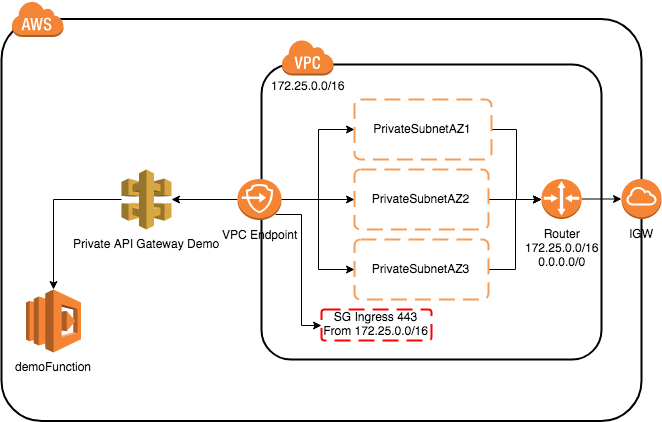 AWS
VPC
172.25.0.0/16
PrivateSubnetAZ1
PrivateSubnetAZ2
PrivateSubnetAZ3
Private API Gateway Demo
VPC Endpoint
Router
172.25.0.0/16
0.0.0.0/0
IGW
SG Ingress 443
From 172.25.0.0/16
demoFunction